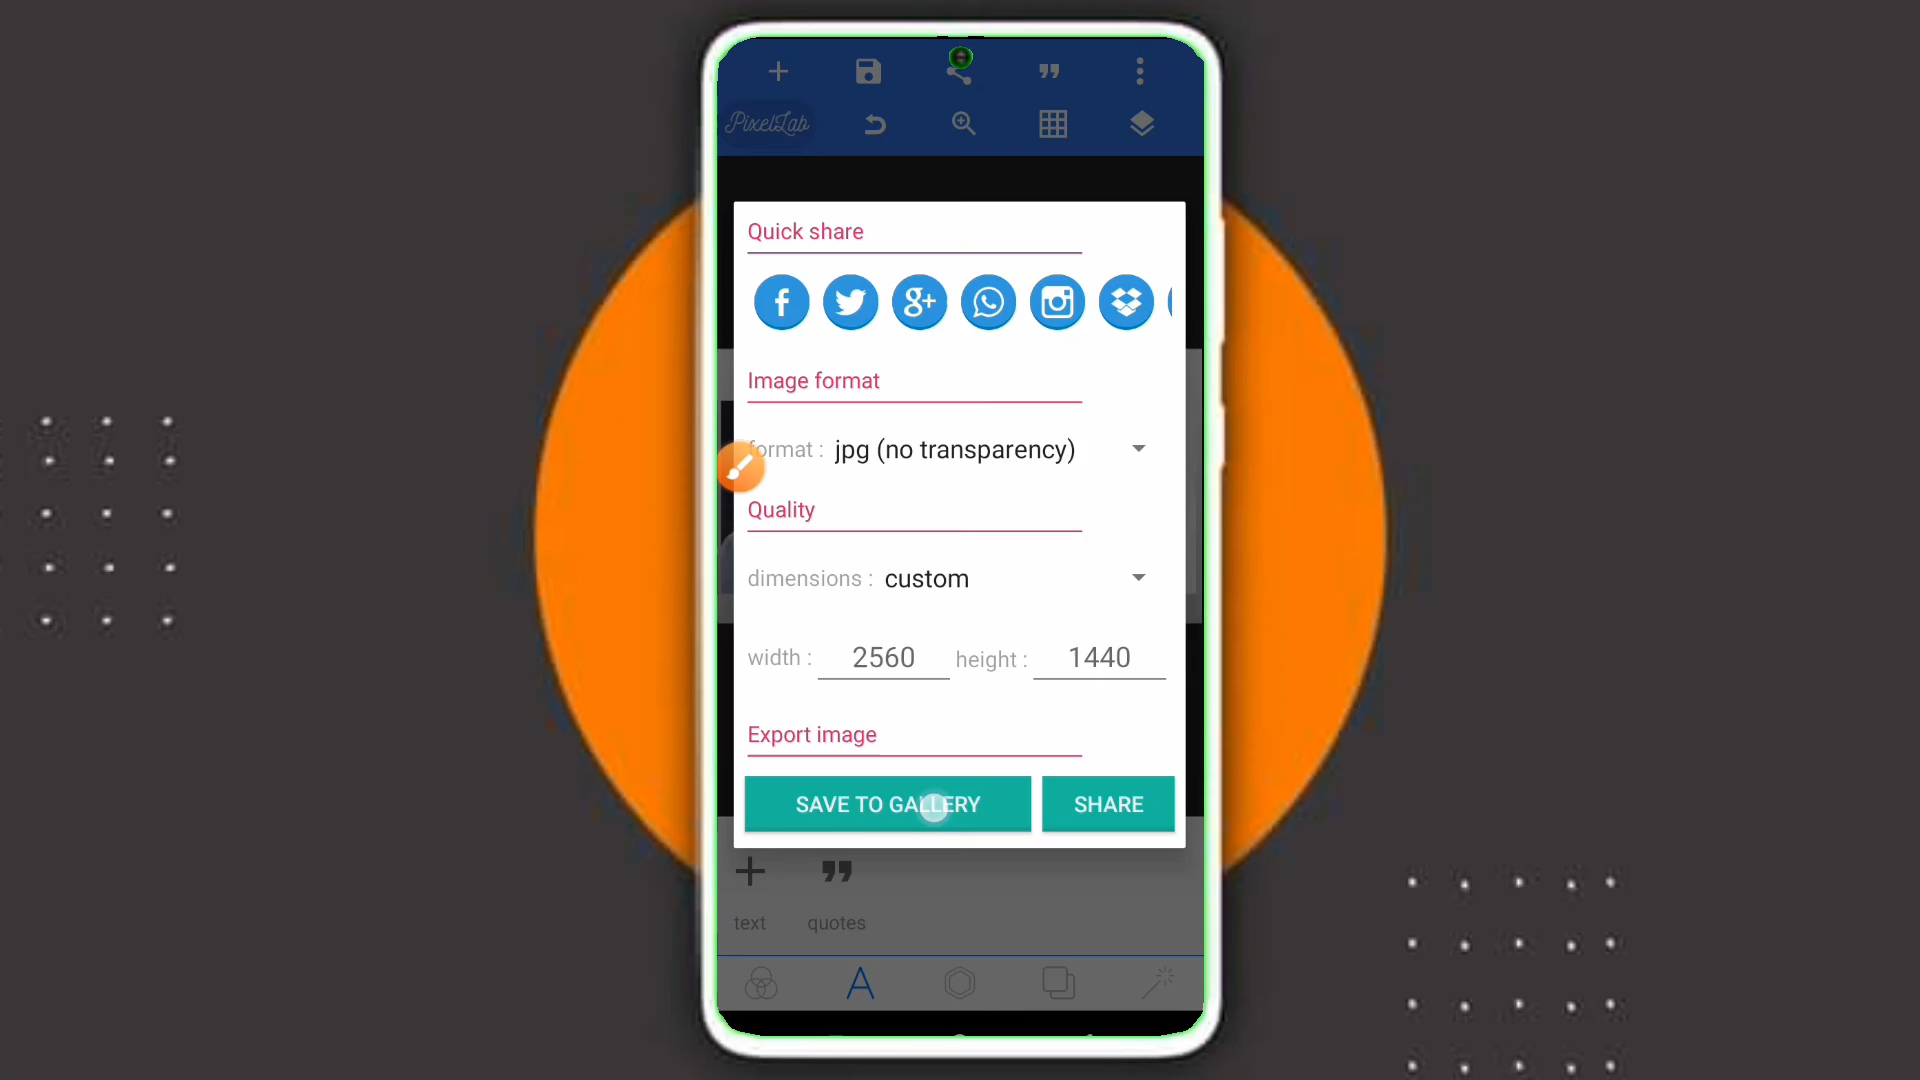 PixelLab
Quick share
Image format
format : jpg (no transparency)
Quality
dimensions : custom
width : 2560 height : 1440
Export image
SAVE TO GALLERY SHARE
text quotes